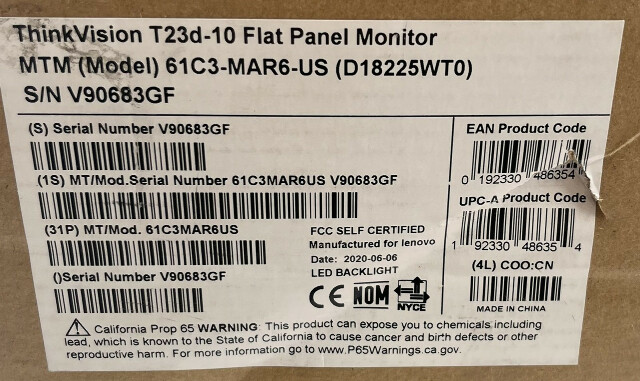 ThinkVision T23d-10 Flat Panel Monitor
MTM (Model) 61C3-MAR6-US (D18225WT0)
S/N V90683GF
(S) Serial Number V90683GF
(1S) MT/Mod.Serial Number 61C3MAR6US V90683GF
(31P) MT/Mod. 61C3MAR6US
()Serial Number V90683GF
FCC SELF CERTIFIED
Manufactured for lenovo
Date: 2020-06-06
LED BACKLIGHT
CE NOM NYCE
EAN Product Code
0 192330 486354
UPC-A Product Code
1 92330 48635 4
(4L) COO:CN
MADE IN CHINA
California Prop 65 WARNING: This product can expose you to chemicals including
lead, which is known to the State of California to cause cancer and birth defects or other
reproductive harm. For more information go to www.P65Warnings.ca.gov.